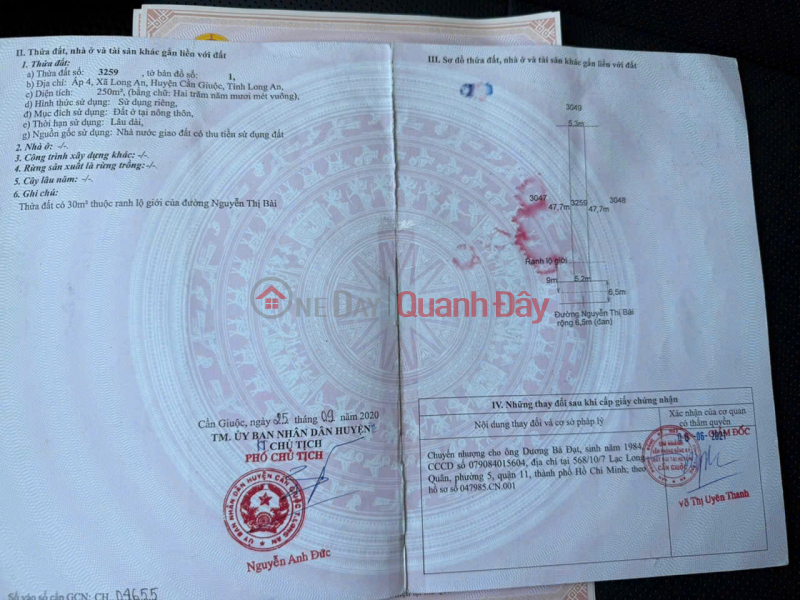 II. Thửa đất, nhà ở và tài sản khác gắn liền với đất
1. Thửa đất:
a) Thửa đất số: 3259 , tờ bản đồ số: 1,
b) Địa chỉ: Ấp 4, Xã Long An, Huyện Cần Giuộc, Tỉnh Long An,
c) Diện tích: 250m², (bằng chữ: Hai trăm năm mươi mét vuông),
d) Hình thức sử dụng: Sử dụng riêng,
đ) Mục đích sử dụng: Đất ở tại nông thôn,
e) Thời hạn sử dụng: Lâu dài,
g) Nguồn gốc sử dụng: Nhà nước giao đất có thu tiền sử dụng đất
2. Nhà ở: -/-.
3. Công trình xây dựng khác: -/-.
4. Rừng sản xuất là rừng trồng: -/-.
5. Cây lâu năm: -/-.
6. Ghi chú:
Thửa đất có 30m² thuộc ranh lộ giới của đường Nguyễn Thị Bài
Cần Giuộc, ngày 25 tháng 09 năm 2020
TM. ỦY BAN NHÂN DÂN HUYỆN
KT CHỦ TỊCH
PHÓ CHỦ TỊCH
Nguyễn Anh Đức
Số vào sổ cấp GCN: CH 04655
III. Sơ đồ thửa đất, nhà ở và tài sản khác gắn liền với đất
3049
5,3m
3047
47,7m
3259
47,7m
3048
Ranh lộ giới
9m
5,2m
6,5m
Đường Nguyễn Thị Bài
rộng 6,5m (đan)
ONE DAY Quanh Đây
IV. Những thay đổi sau khi cấp giấy chứng nhận
Nội dung thay đổi và cơ sở pháp lý
Xác nhận của cơ quan
có thẩm quyền
Chuyển nhượng cho ông Dương Bá Đạt, sinh năm 1984,
CCCD số 079084015604, địa chỉ tại 568/10/7 Lạc Long
Quân, phường 5, quận 11, thành phố Hồ Chí Minh; theo
hồ sơ số 047985.CN.001
-06-2021
GIÁM ĐỐC
Võ Thị Uyên Thanh